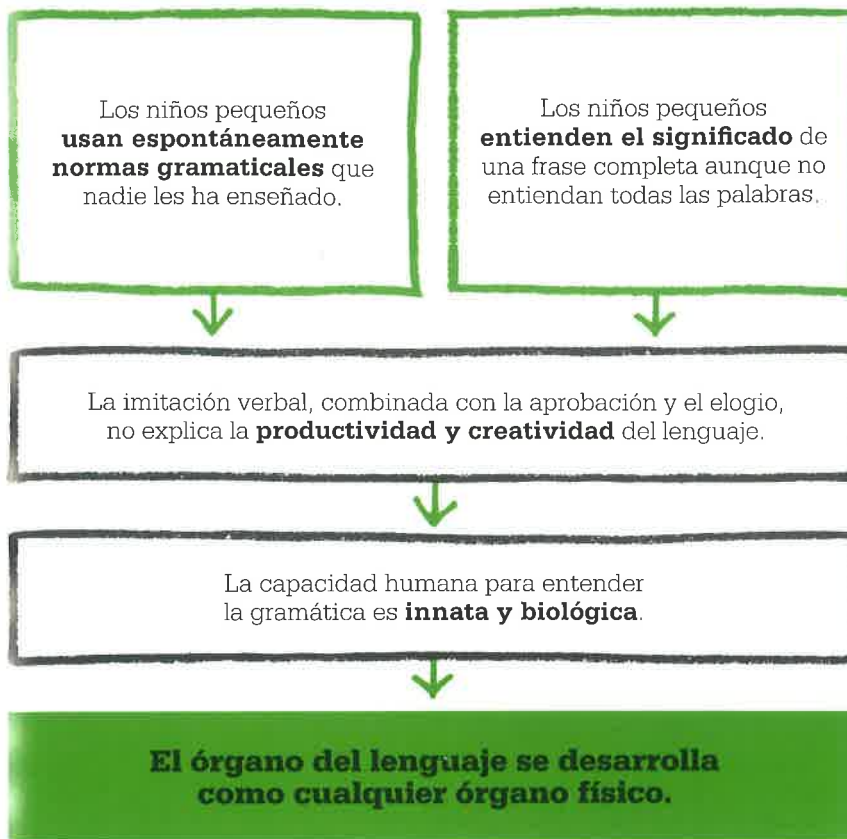 Los niños pequeños
usan espontáneamente
normas gramaticales que
nadie les ha enseñado.
Los niños pequeños
entienden el significado de
una frase completa aunque no
entiendan todas las palabras.
La imitación verbal, combinada con la aprobación y el elogio,
no explica la productividad y creatividad del lenguaje.
La capacidad humana para entender
la gramática es innata y biológica.
El órgano del lenguaje se desarrolla
como cualquier órgano físico.